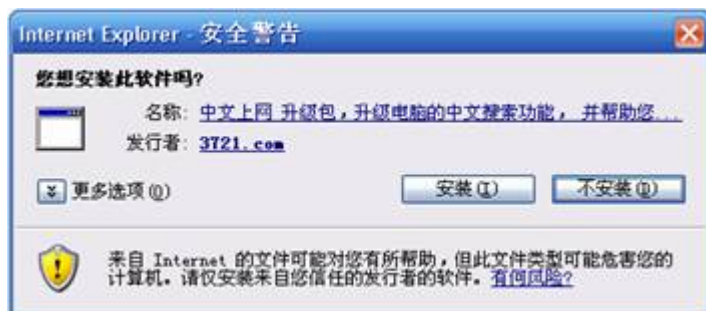 Internet Explorer - 安全警告
您想安装此软件吗?
名称: 中文上网 升级包，升级电脑的中文搜索功能， 并帮助您...
发行者: 3721.com
更多选项(O)
安装(I)
不安装(D)
来自 Internet 的文件可能对您有所帮助，但此文件类型可能危害您的
计算机。请仅安装来自您信任的发行者的软件。有何风险?